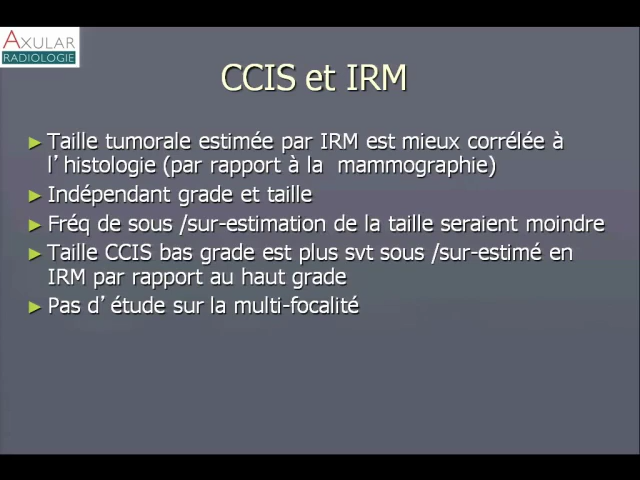 AXULAR
RADIOLOGIE
CCIS et IRM
► Taille tumorale estimée par IRM est mieux corrélée à
l’histologie (par rapport à la mammographie)
► Indépendant grade et taille
► Fréq de sous /sur-estimation de la taille seraient moindre
► Taille CCIS bas grade est plus svt sous /sur-estimé en
IRM par rapport au haut grade
► Pas d’étude sur la multi-focalité